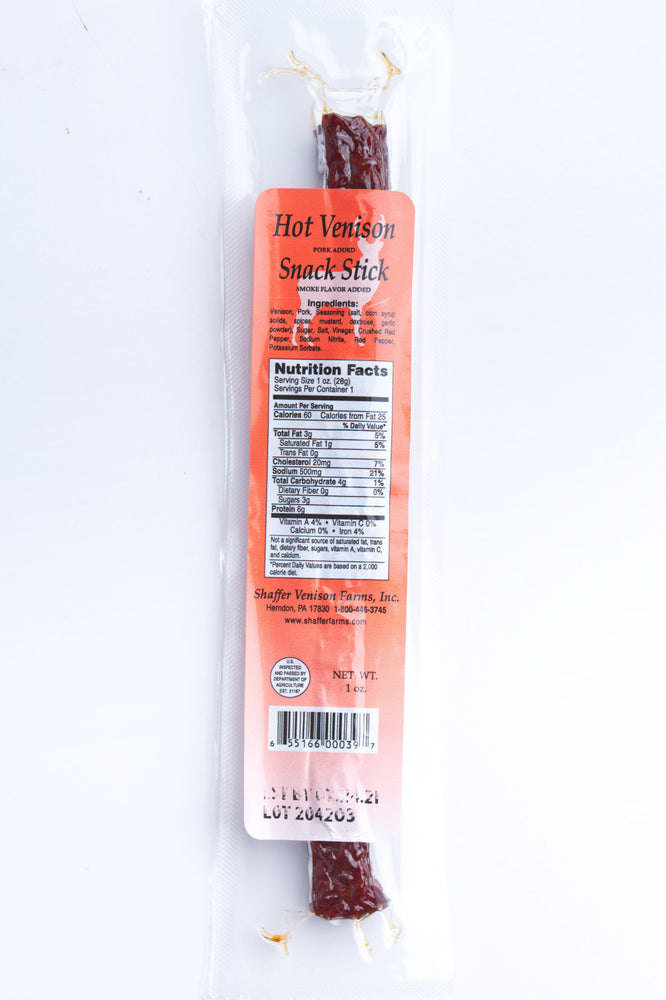 Hot Venison
PORK ADDED
Snack Stick
SMOKE FLAVOR ADDED
Ingredients:
Venison, Pork, Seasoning (salt, corn syrup
solids, spices, mustard, dextrose, garlic
powder), Sugar, Salt, Vinegar, Crushed Red
Pepper, Sodium Nitrite, Red Pepper,
Potassium Sorbate.
Nutrition Facts
Serving Size 1 oz. (28g)
Servings Per Container 1
Amount Per Serving
Calories 60 Calories from Fat 25
% Daily Value*
Total Fat 3g 5%
Saturated Fat 1g 5%
Trans Fat 0g
Cholesterol 20mg 7%
Sodium 500mg 21%
Total Carbohydrate 4g 1%
Dietary Fiber 0g 0%
Sugars 3g
Protein 6g
Vitamin A 4% • Vitamin C 0%
Calcium 0% • Iron 4%
Not a significant source of saturated fat, trans
fat, dietary fiber, sugars, vitamin A, vitamin C,
and calcium.
*Percent Daily Values are based on a 2,000
calorie diet.
Shaffer Venison Farms, Inc.
Herndon, PA 17830 1-800-446-3745
www.shafferfarms.com
U.S.
INSPECTED
AND PASSED BY
DEPARTMENT OF
AGRICULTURE
EST. 21187
NET WT.
1 oz.
6 55166 00039 7
BY
LOT 204203